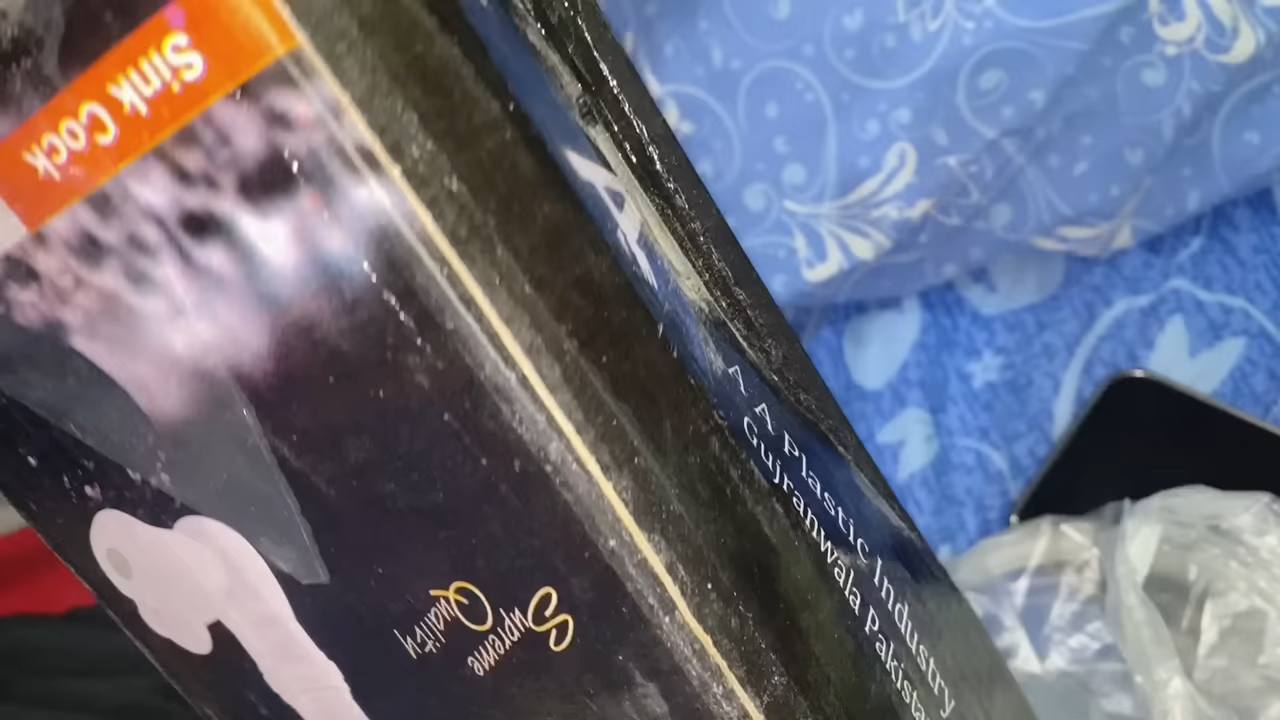 Sink Cock
Supreme
Quality
A A Plastic Industry
Gujranwala Pakista